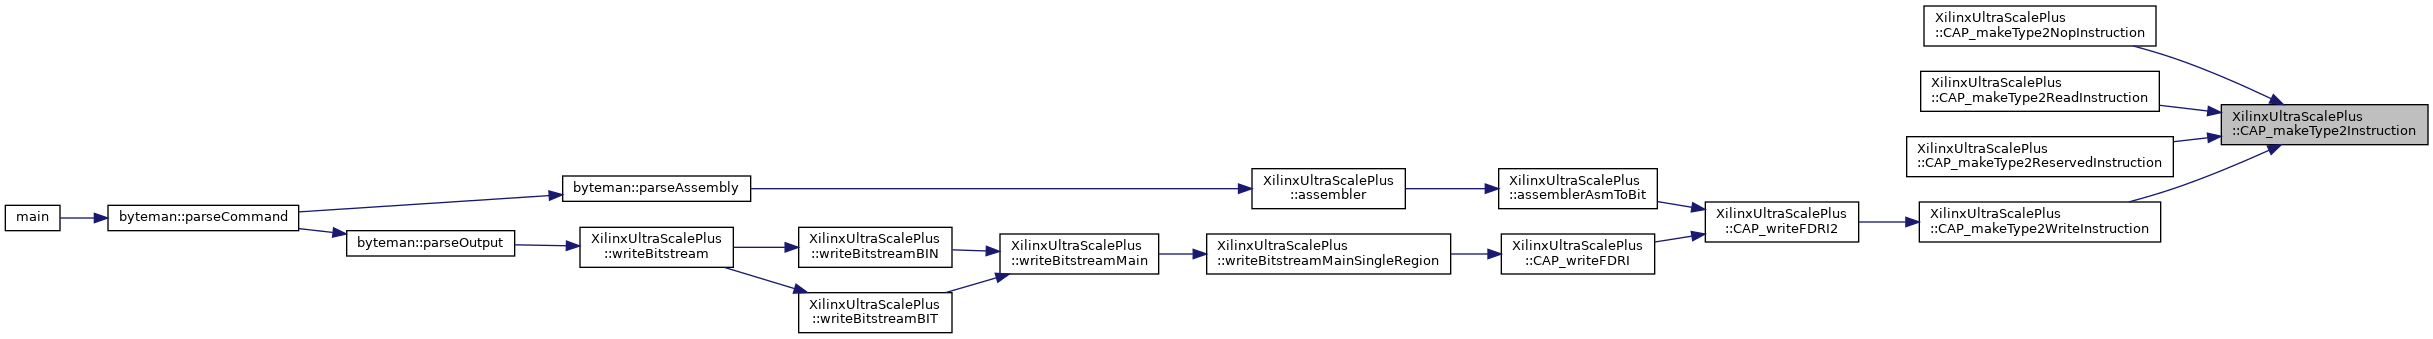 main
byteman::parseCommand
byteman::parseAssembly
byteman::parseOutput
XilinxUltraScalePlus
::writeBitstream
XilinxUltraScalePlus
::writeBitstreamBIN
XilinxUltraScalePlus
::writeBitstreamBIT
XilinxUltraScalePlus
::writeBitstreamMain
XilinxUltraScalePlus
::assembler
XilinxUltraScalePlus
::writeBitstreamMainSingleRegion
XilinxUltraScalePlus
::assemblerAsmToBit
XilinxUltraScalePlus
::CAP_writeFDRI
XilinxUltraScalePlus
::CAP_writeFDRI2
XilinxUltraScalePlus
::CAP_makeType2NopInstruction
XilinxUltraScalePlus
::CAP_makeType2ReadInstruction
XilinxUltraScalePlus
::CAP_makeType2ReservedInstruction
XilinxUltraScalePlus
::CAP_makeType2WriteInstruction
XilinxUltraScalePlus
::CAP_makeType2Instruction